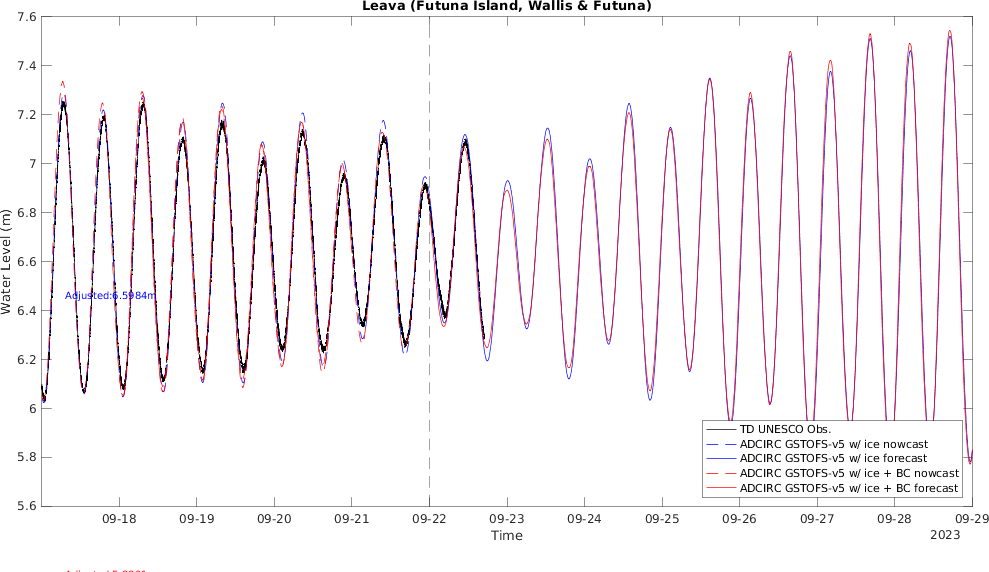 Leava (Futuna Island, Wallis & Futuna)
7.6
7.4
7.2
7
6.8
6.6
6.4
6.2
6
5.8
5.6
Water Level (m)
Adjusted:6.5984m
TD UNESCO Obs.
ADCIRC GSTOFS-v5 w/ ice nowcast
ADCIRC GSTOFS-v5 w/ ice forecast
ADCIRC GSTOFS-v5 w/ ice + BC nowcast
ADCIRC GSTOFS-v5 w/ ice + BC forecast
09-18 09-19 09-20 09-21 09-22 09-23 09-24 09-25 09-26 09-27 09-28 09-29
Time
2023